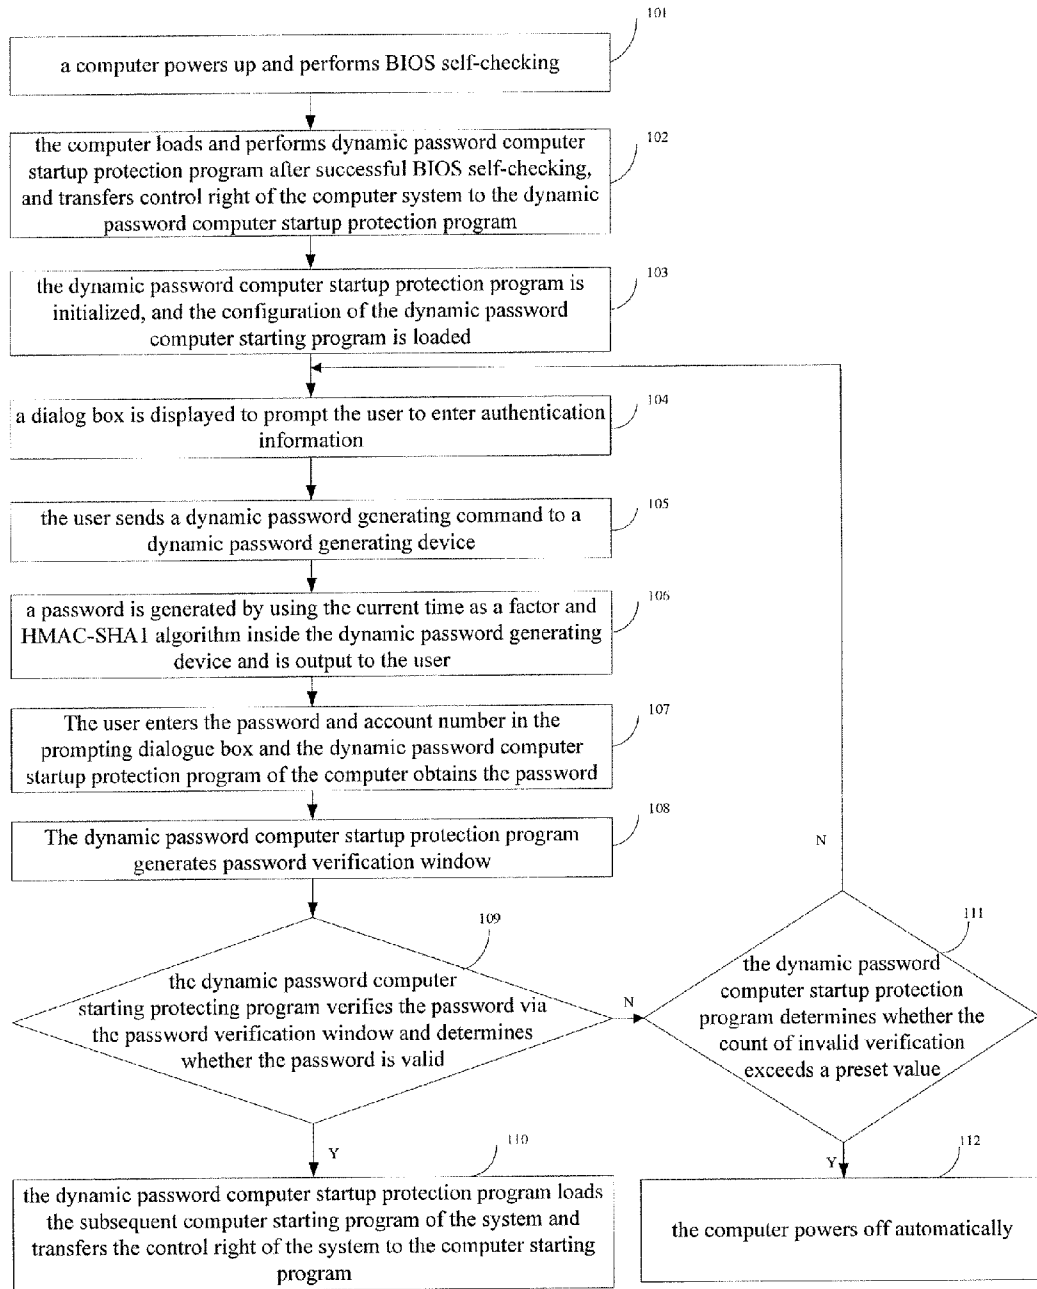 101
a computer powers up and performs BIOS self-checking
102
the computer loads and performs dynamic password computer
startup protection program after successful BIOS self-checking,
and transfers control right of the computer system to the dynamic
password computer startup protection program
103
the dynamic password computer startup protection program is
initialized, and the configuration of the dynamic password
computer starting program is loaded
104
a dialog box is displayed to prompt the user to enter authentication
information
105
the user sends a dynamic password generating command to a
dynamic password generating device
106
a password is generated by using the current time as a factor and
HMAC-SHA1 algorithm inside the dynamic password generating
device and is output to the user
107
The user enters the password and account number in the
prompting dialogue box and the dynamic password computer
startup protection program of the computer obtains the password
108
The dynamic password computer startup protection program
generates password verification window
N
109
the dynamic password computer
starting protecting program verifies the password via
the password verification window and determines
whether the password is valid
N
111
the dynamic password
computer startup protection
program determines whether the
count of invalid verification
exceeds a preset value
Y
110
the dynamic password computer startup protection program loads
the subsequent computer starting program of the system and
transfers the control right of the system to the computer starting
program
Y
112
the computer powers off automatically